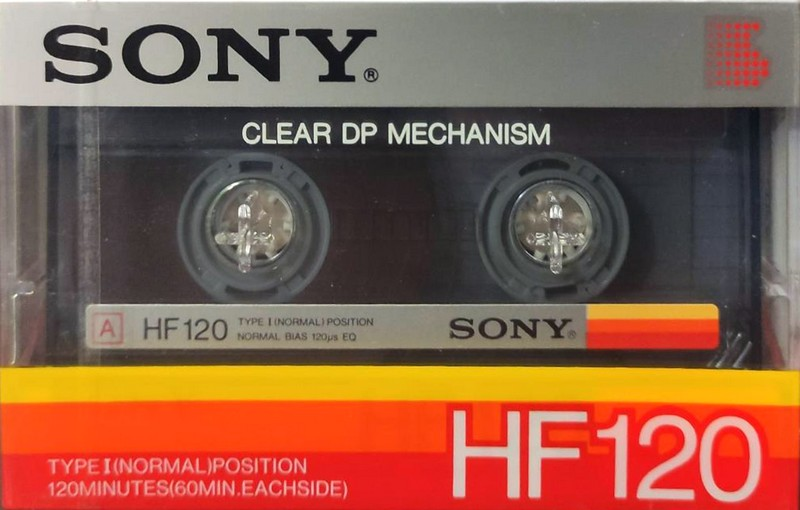 SONY®
CLEAR DP MECHANISM
A HF120 TYPE I (NORMAL) POSITION
NORMAL BIAS 120μs EQ
SONY®
HF120
TYPE I (NORMAL) POSITION
120MINUTES(60MIN.EACHSIDE)